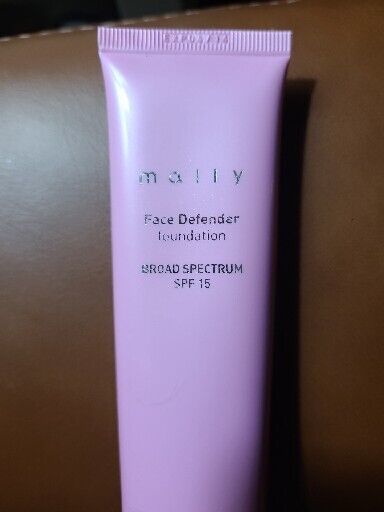 mally
Face Defender
foundation
BROAD SPECTRUM
SPF 15